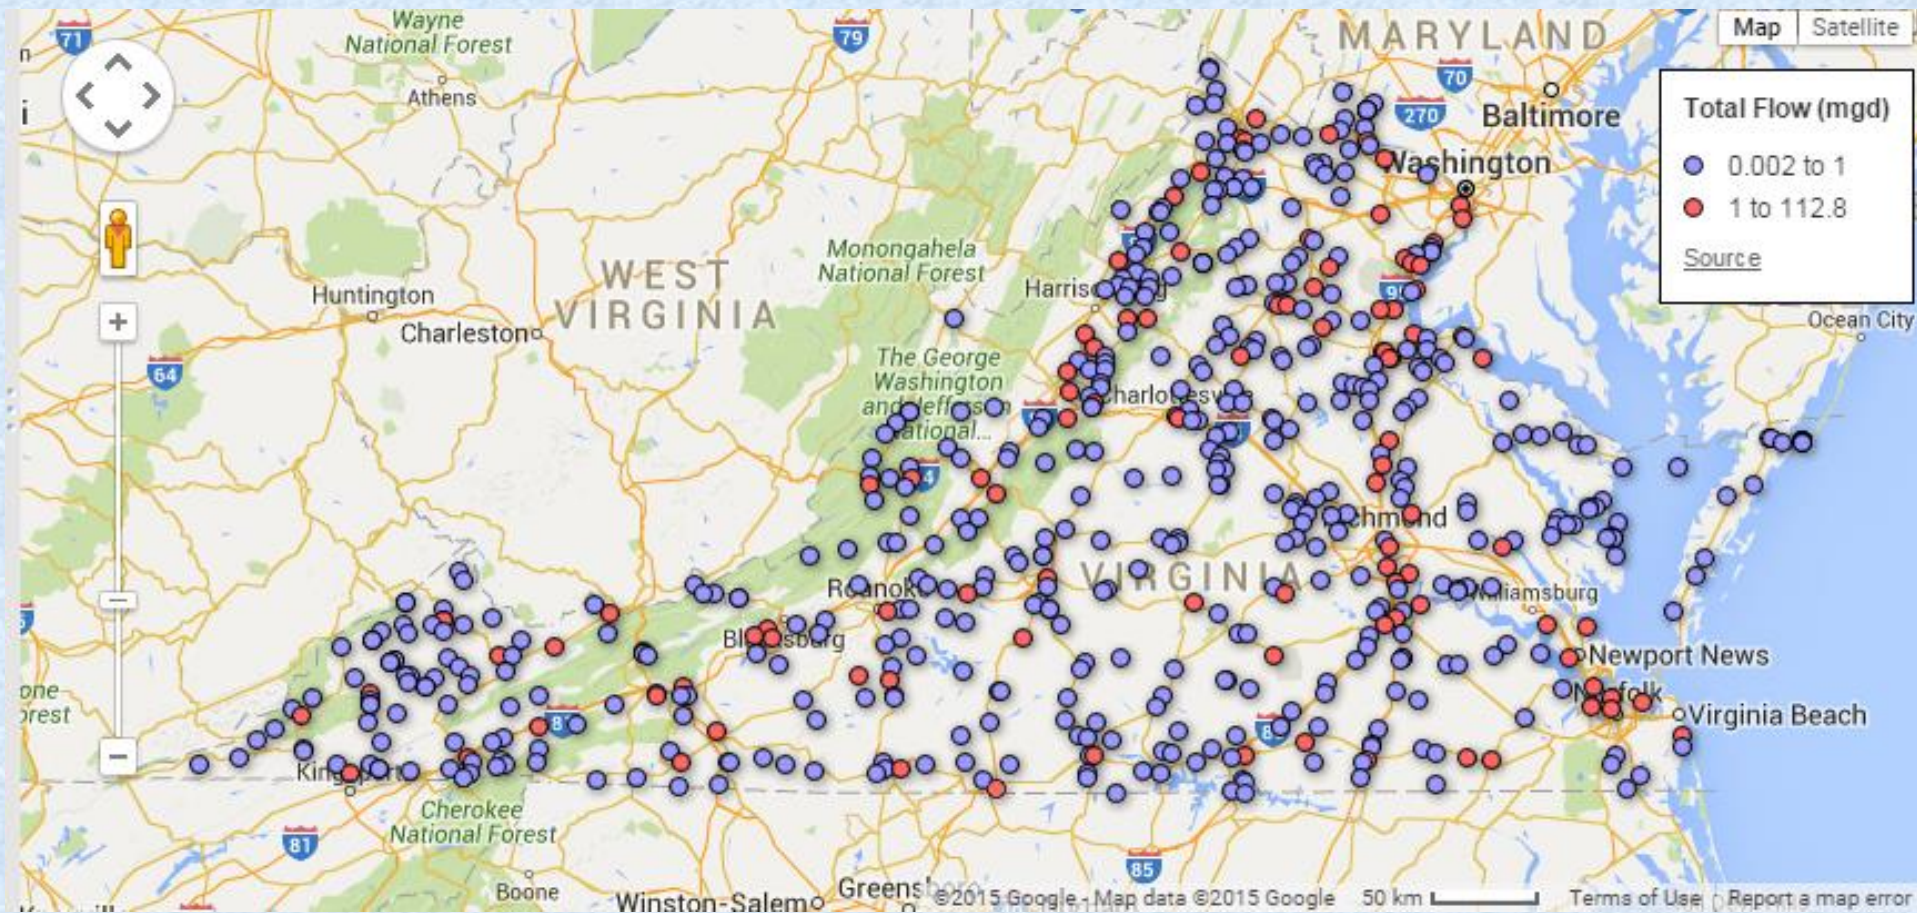 71
Wayne
National Forest
79
MARYLAND
Map
Satellite
70
Athens
270
Baltimore
Total Flow (mgd)
0.002 to 1
1 to 112.8
Source
Washington
Monongahela
National Forest
WEST
VIRGINIA
Huntington
Charleston
64
The George
Washington
National...
Ocean City
VIRGINIA
Williamsburg
Newport News
Virginia Beach
Cherokee
National Forest
81
85
Boone
Winston-Salem
©2015 Google - Map data ©2015 Google
50 km
Terms of Use
Report a map error